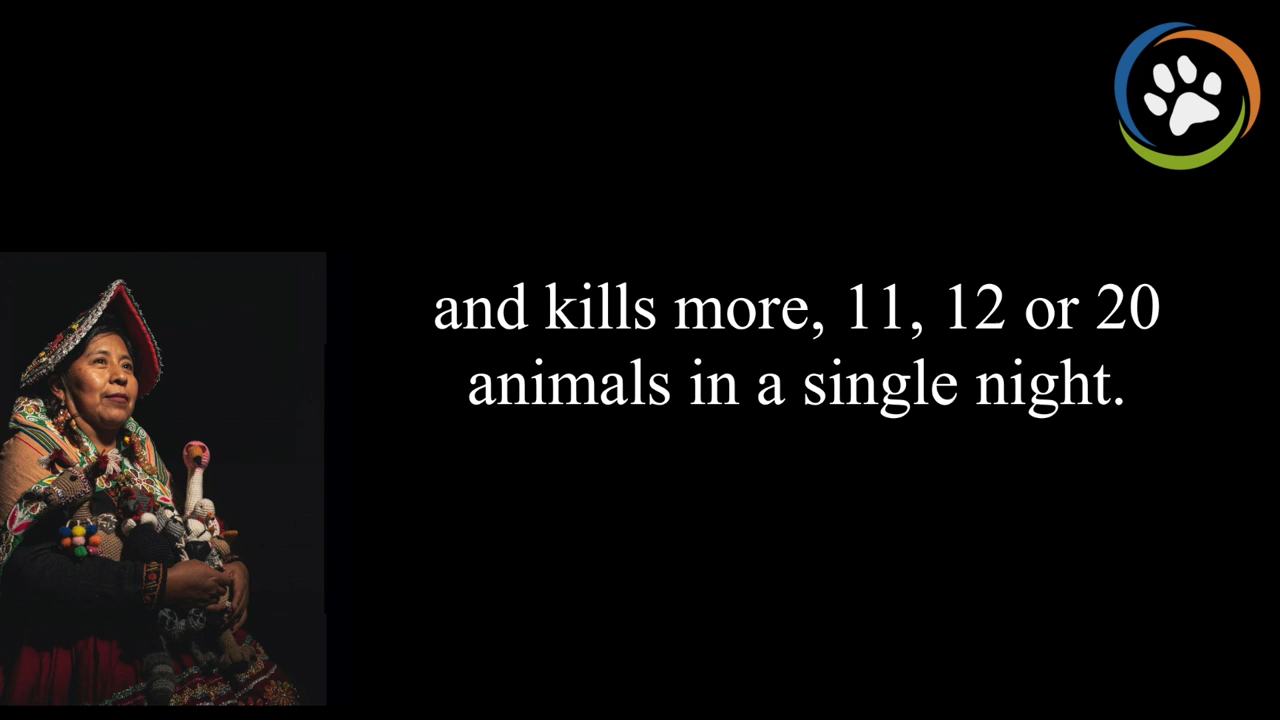 and kills more, 11, 12 or 20
animals in a single night.